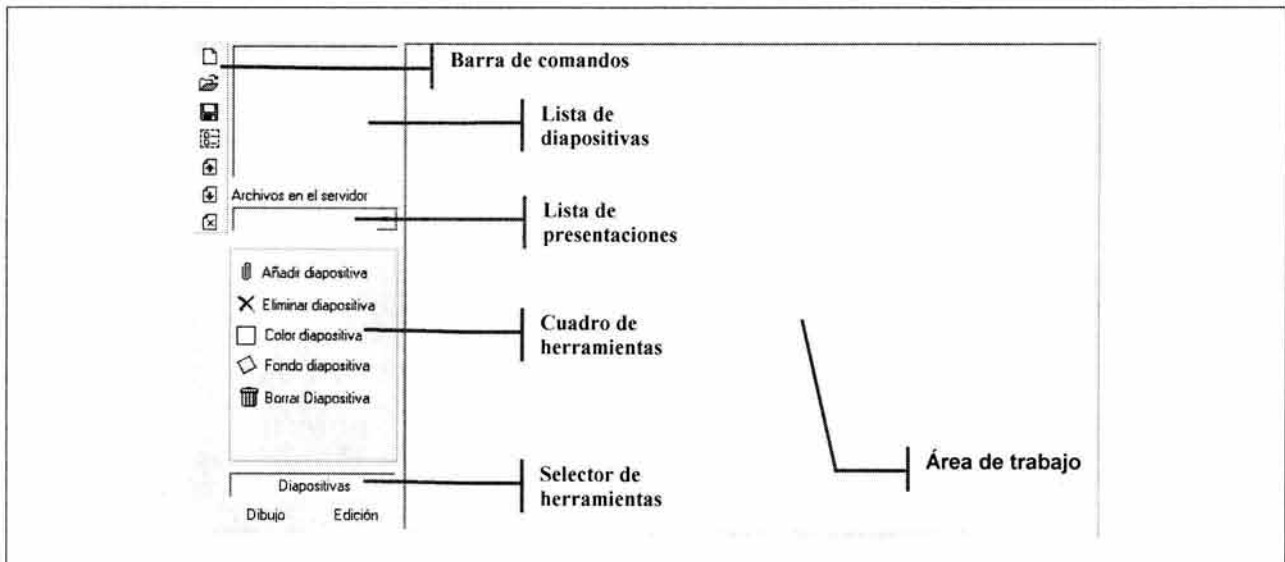 Barra de comandos
Lista de
diapositivas
Archivos en el servidor
Lista de
presentaciones
Añadir diapositiva
Eliminar diapositiva
Color diapositiva
Cuadro de
herramientas
Fondo diapositiva
Borrar Diapositiva
Área de trabajo
Selector de
herramientas
Diapositivas
Dibujo Edición